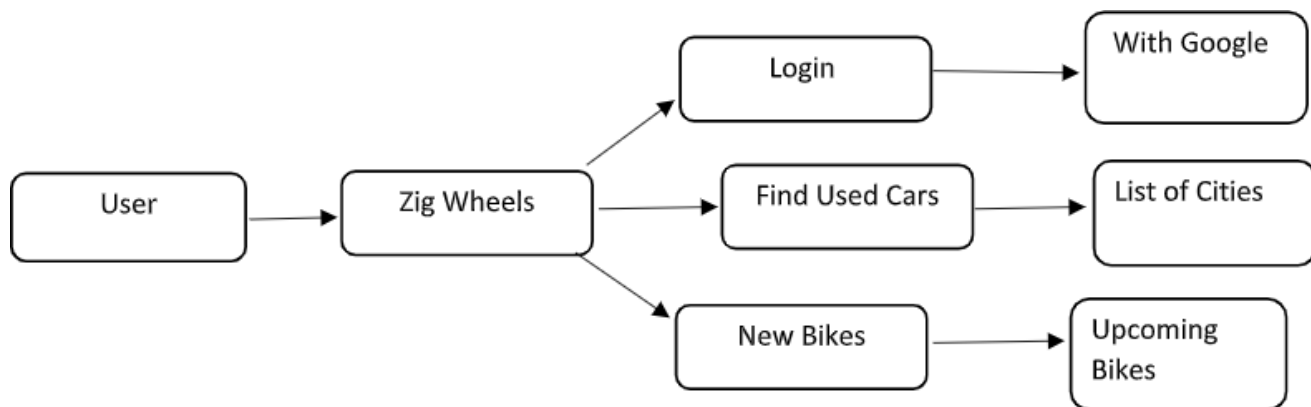 User
Zig Wheels
Login
With Google
Find Used Cars
List of Cities
New Bikes
Upcoming
Bikes